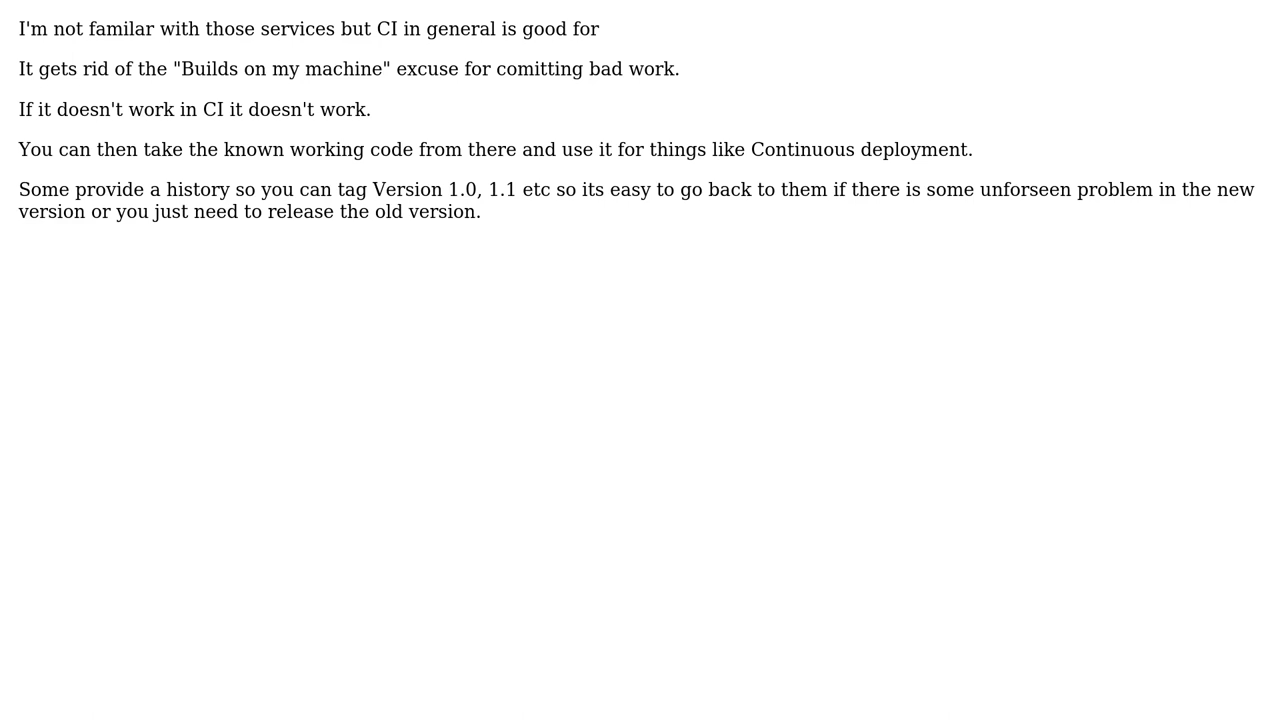 I'm not familar with those services but CI in general is good for
It gets rid of the "Builds on my machine" excuse for comitting bad work.
If it doesn't work in CI it doesn't work.
You can then take the known working code from there and use it for things like Continuous deployment.
Some provide a history so you can tag Version 1.0, 1.1 etc so its easy to go back to them if there is some unforseen problem in the new
version or you just need to release the old version.